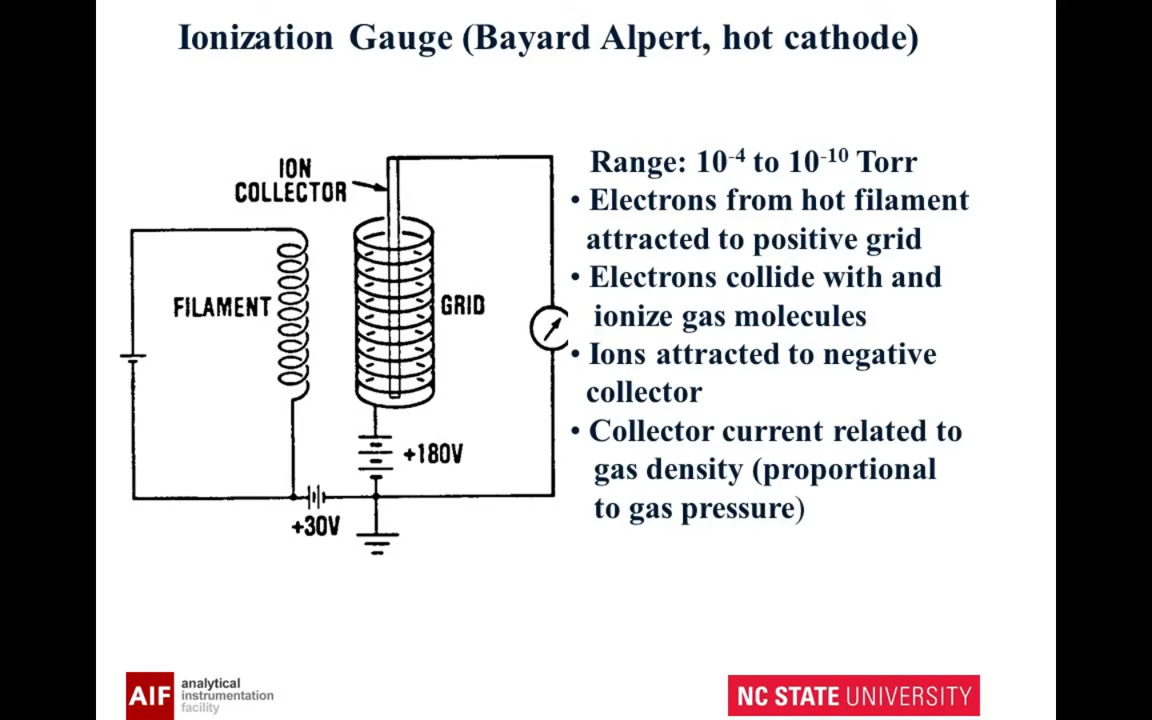 Ionization Gauge (Bayard Alpert, hot cathode)
ION
COLLECTOR
FILAMENT
GRID
+180V
+30V
Range: 10⁻⁴ to 10⁻¹⁰ Torr
• Electrons from hot filament
attracted to positive grid
• Electrons collide with and
ionize gas molecules
• Ions attracted to negative
collector
• Collector current related to
gas density (proportional
to gas pressure)
AIF
analytical
instrumentation
facility
NC STATE UNIVERSITY